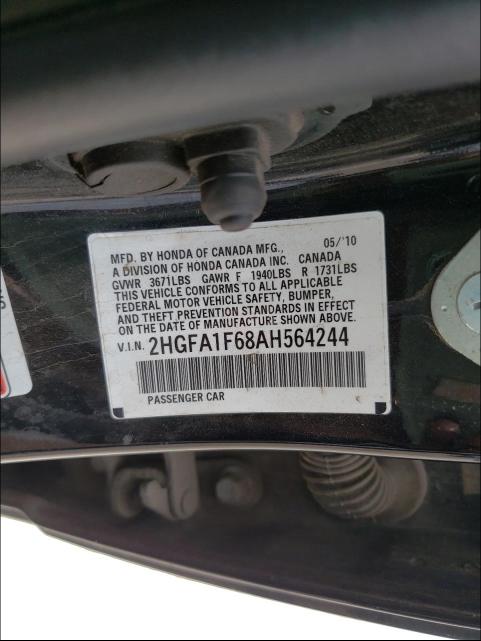 MFD. BY HONDA OF CANADA MFG., 05/'10
A DIVISION OF HONDA CANADA INC. CANADA
GVWR 3671LBS GAWR F 1940LBS R 1731LBS
THIS VEHICLE CONFORMS TO ALL APPLICABLE
FEDERAL MOTOR VEHICLE SAFETY, BUMPER,
AND THEFT PREVENTION STANDARDS IN EFFECT
ON THE DATE OF MANUFACTURE SHOWN ABOVE.
V.I.N. 2HGFA1F68AH564244
PASSENGER CAR